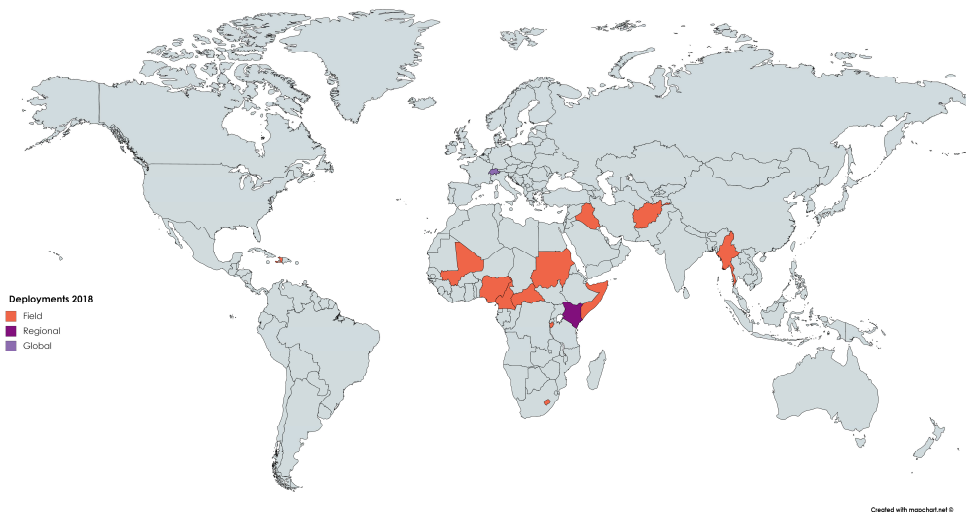 Deployments 2018
Field
Regional
Global
Created with mapchart.net ©